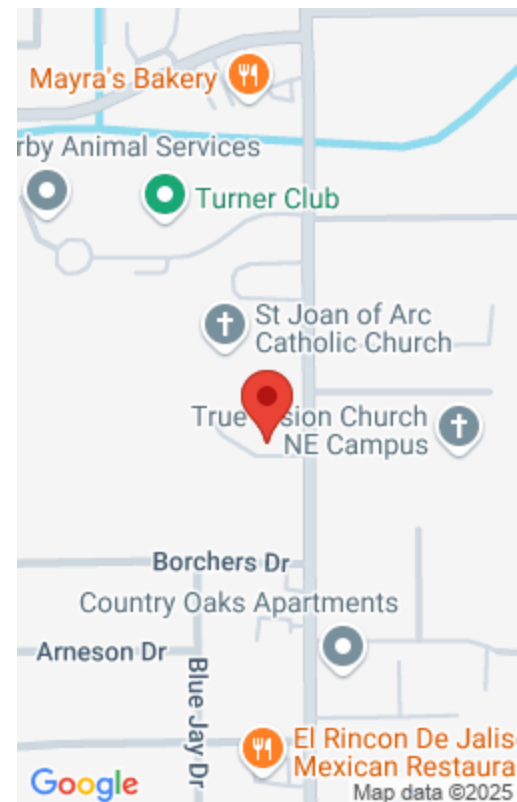 Mayra's Bakery
rby Animal Services
Turner Club
St Joan of Arc
Catholic Church
True sion Church
NE Campus
Borchers Dr
Country Oaks Apartments
Arneson Dr
Blue Jay Dr
El Rincon De Jalis
Mexican Restaura
Google
Map data ©2025